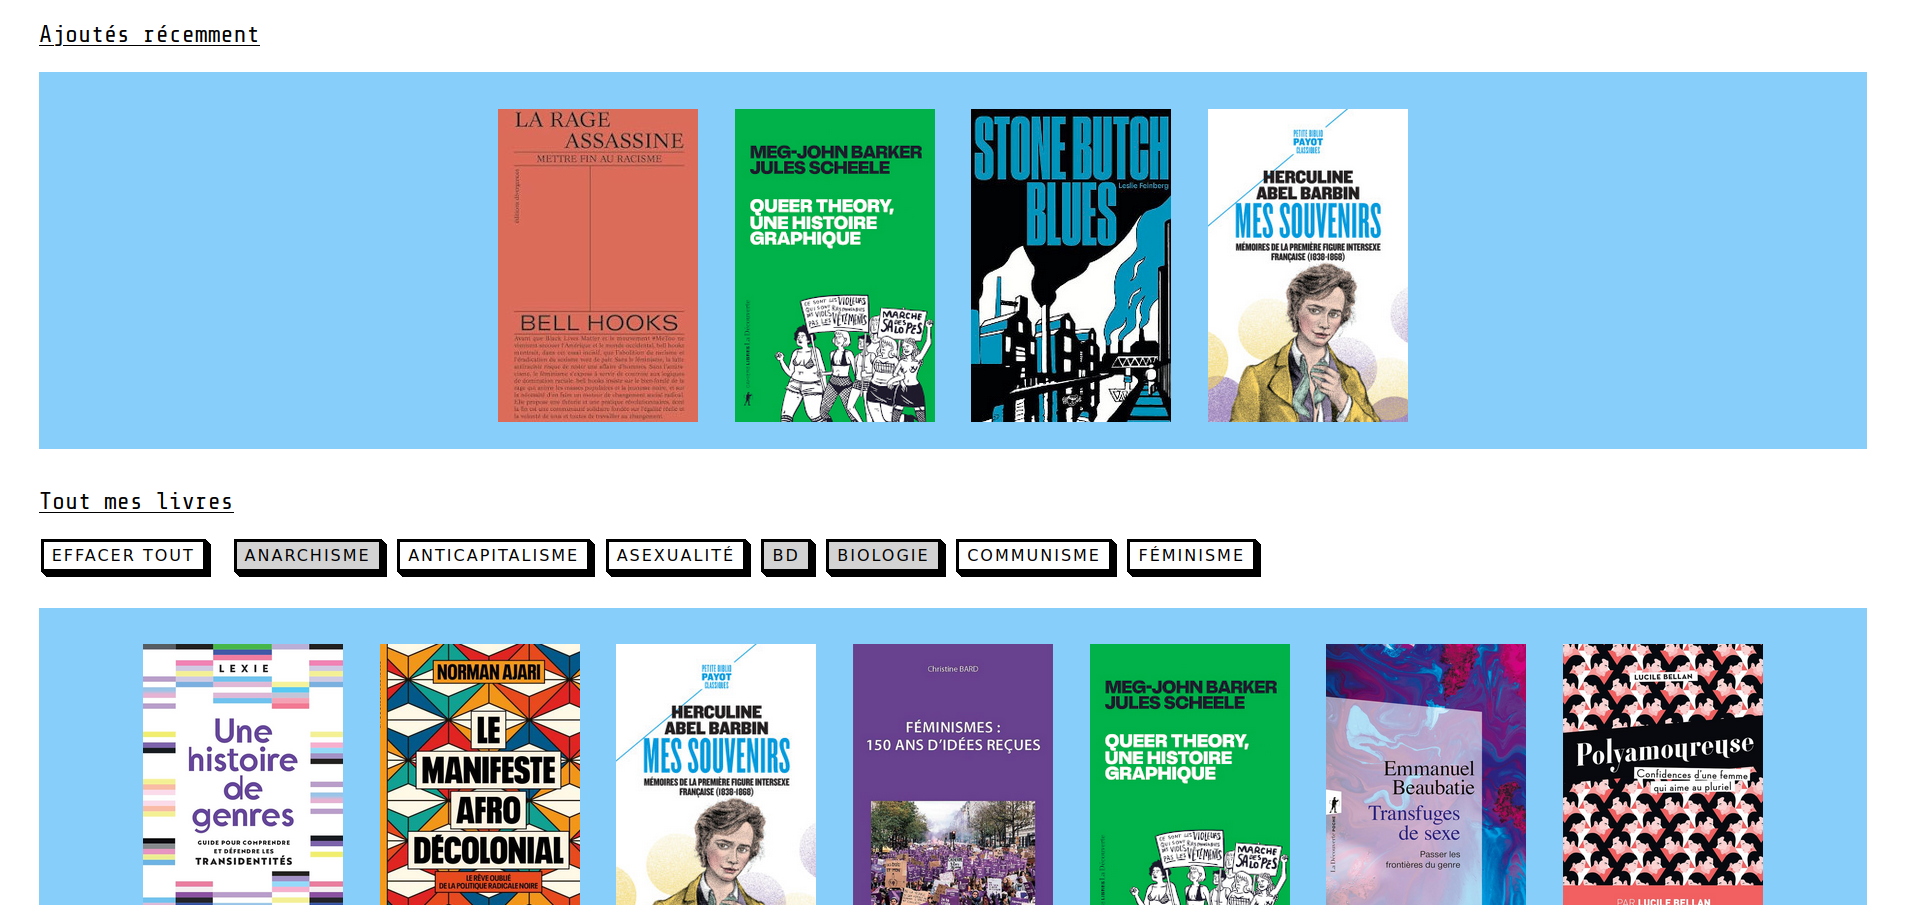 Ajoutés récemment
LA RAGE
ASSASSINE
METTRE FIN AU RACISME
éditions divergences
BELL HOOKS
MEG-JOHN BARKER
JULES SCHEELE
QUEER THEORY,
UNE HISTOIRE
GRAPHIQUE
CE SONT LES VIOLEURS
QUI SONT RESPONSABLES
DES VIOLS
PAS LES VÊTEMENTS
MARCHE
DES
SALOPES
STONE BUTCH
BLUES
Leslie Feinberg
PETITE BIBLIO
PAYOT
CLASSIQUES
HERCULINE
ABEL BARBIN
MES SOUVENIRS
MÉMOIRES DE LA PREMIÈRE FIGURE INTERSEXE
FRANÇAISE (1838-1868)
Tout mes livres
EFFACER TOUT
ANARCHISME
ANTICAPITALISME
ASEXUALITÉ
BD
BIOLOGIE
COMMUNISME
FÉMINISME
LEXIE
Une
histoire
de
genres
GUIDE POUR COMPRENDRE
ET DÉFENDRE LES
TRANSIDENTITÉS
NORMAN AJARI
LE
MANIFESTE
AFRO
DÉCOLONIAL
LE RÊVE OUBLIÉ
DE LA POLITIQUE RADICALE NOIRE
PETITE BIBLIO
PAYOT
CLASSIQUES
HERCULINE
ABEL BARBIN
MES SOUVENIRS
MÉMOIRES DE LA PREMIÈRE FIGURE INTERSEXE
FRANÇAISE (1838-1868)
Christine BARD
FÉMINISMES :
150 ANS D'IDÉES REÇUES
MEG-JOHN BARKER
JULES SCHEELE
QUEER THEORY,
UNE HISTOIRE
GRAPHIQUE
CE SONT LES VIOLEURS
QUI SONT RESPONSABLES
DES VIOLS
PAS LES VÊTEMENTS
MARCHE
DES
SALOPES
Emmanuel
Beaubatie
Transfuges
de sexe
Passer les
frontières du genre
LUCILE BELLAN
Polyamoureuse
Confidences d'une femme
qui aime au pluriel
PAR LUCILE BELLAN